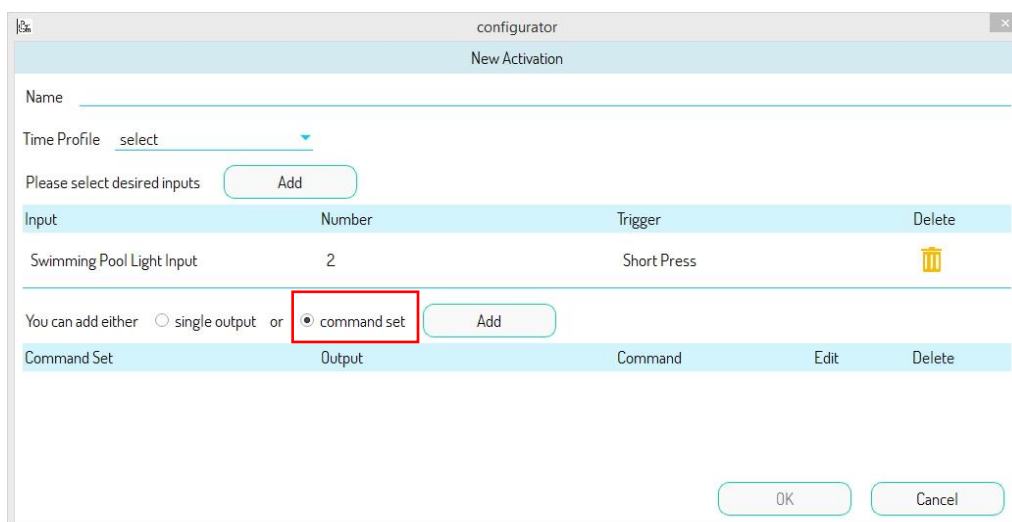 configurator
New Activation
Name
Time Profile select
Please select desired inputs Add
Input Number Trigger Delete
Swimming Pool Light Input 2 Short Press
You can add either single output or command set Add
Command Set Output Command Edit Delete
OK Cancel